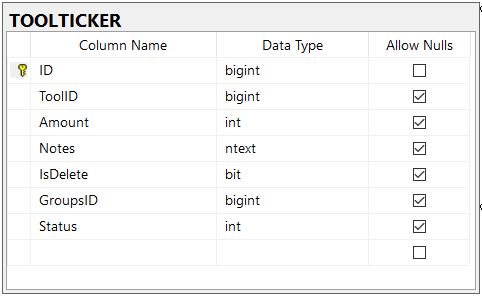 TOOLTICKER
Column Name Data Type Allow Nulls
ID bigint
ToolID bigint
Amount int
Notes ntext
IsDelete bit
GroupsID bigint
Status int